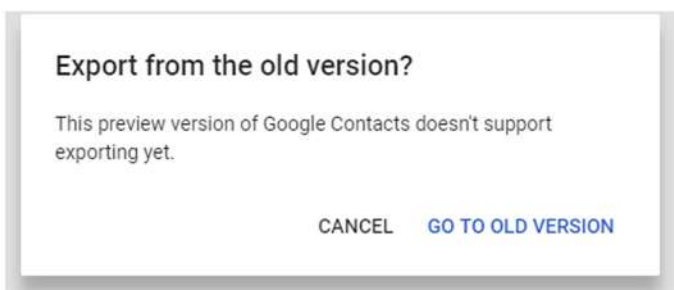 Export from the old version?
This preview version of Google Contacts doesn't support
exporting yet.
CANCEL GO TO OLD VERSION